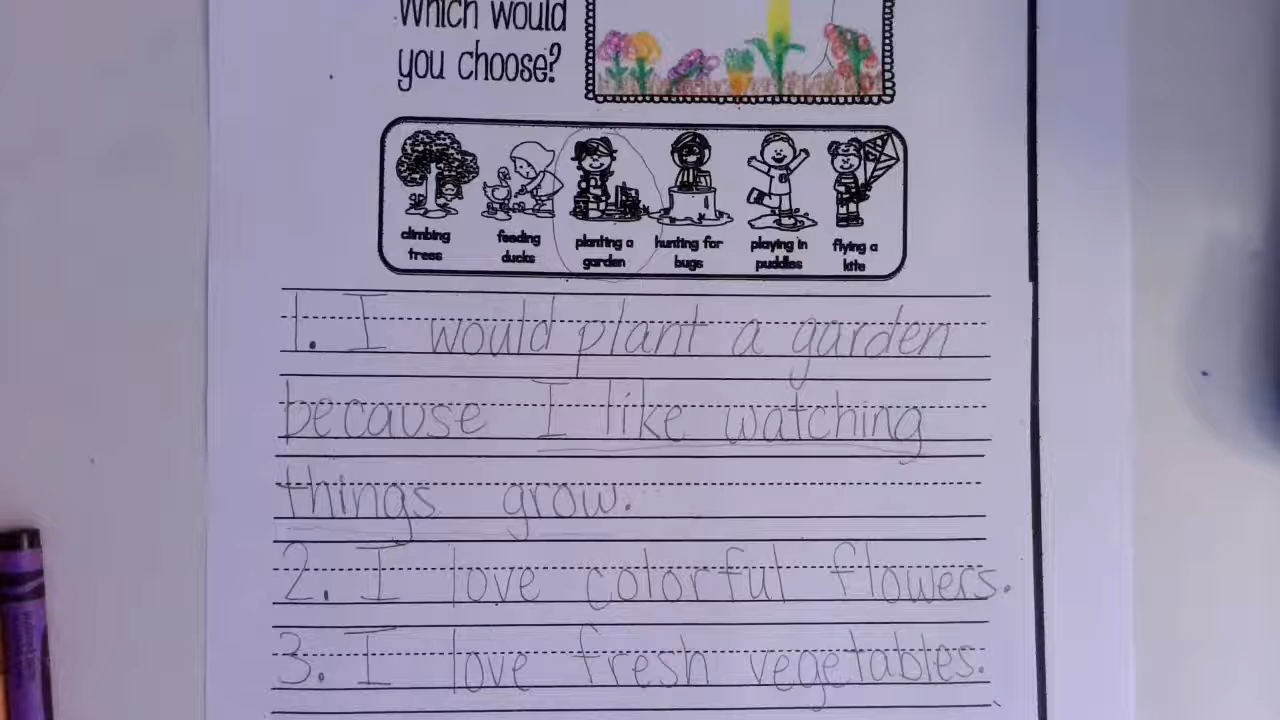 Which would
you choose?
climbing trees
feeding ducks
planting a garden
hunting for bugs
playing in puddles
flying a kite
1. I would plant a garden
because I like watching
things grow.
2. I love colorful flowers.
3. I love fresh vegetables.